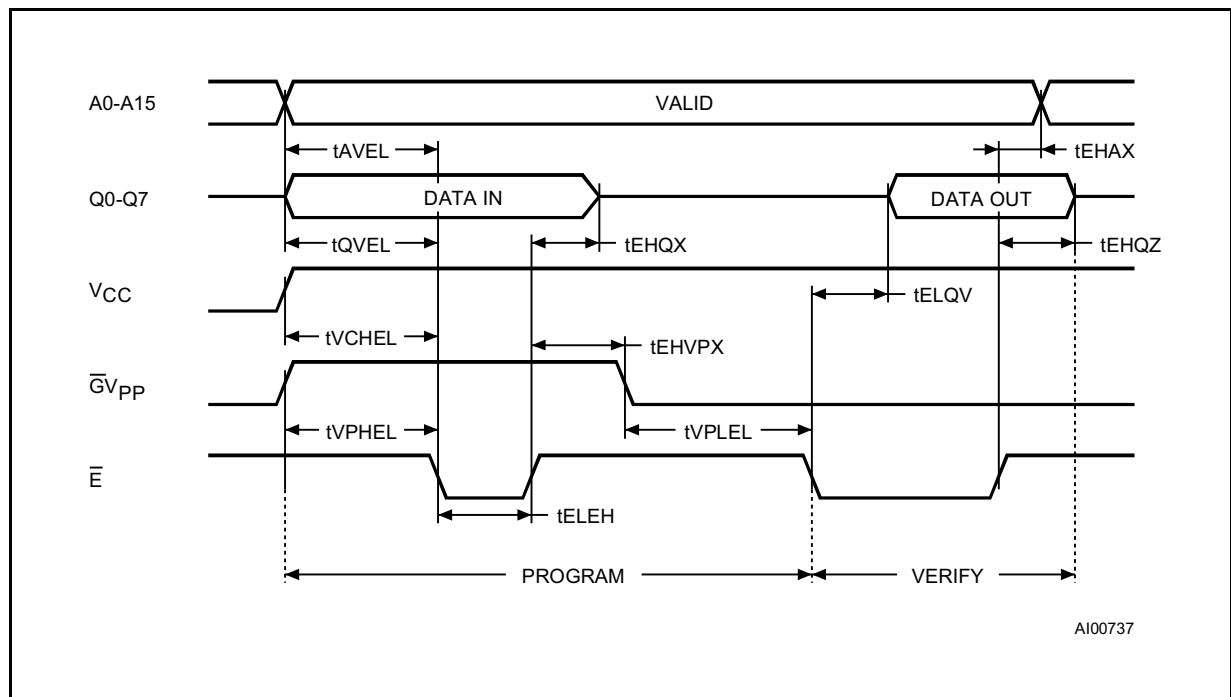 A0-A15
VALID
tAVEL
tEHAX
Q0-Q7
DATA IN
DATA OUT
tQVEL
tEHQX
tEHQZ
VCC
tELQV
tVCHEL
tEHVPX
G̅VPP
tVPHEL
tVPLEL
E̅
tELEH
PROGRAM
VERIFY
AI00737